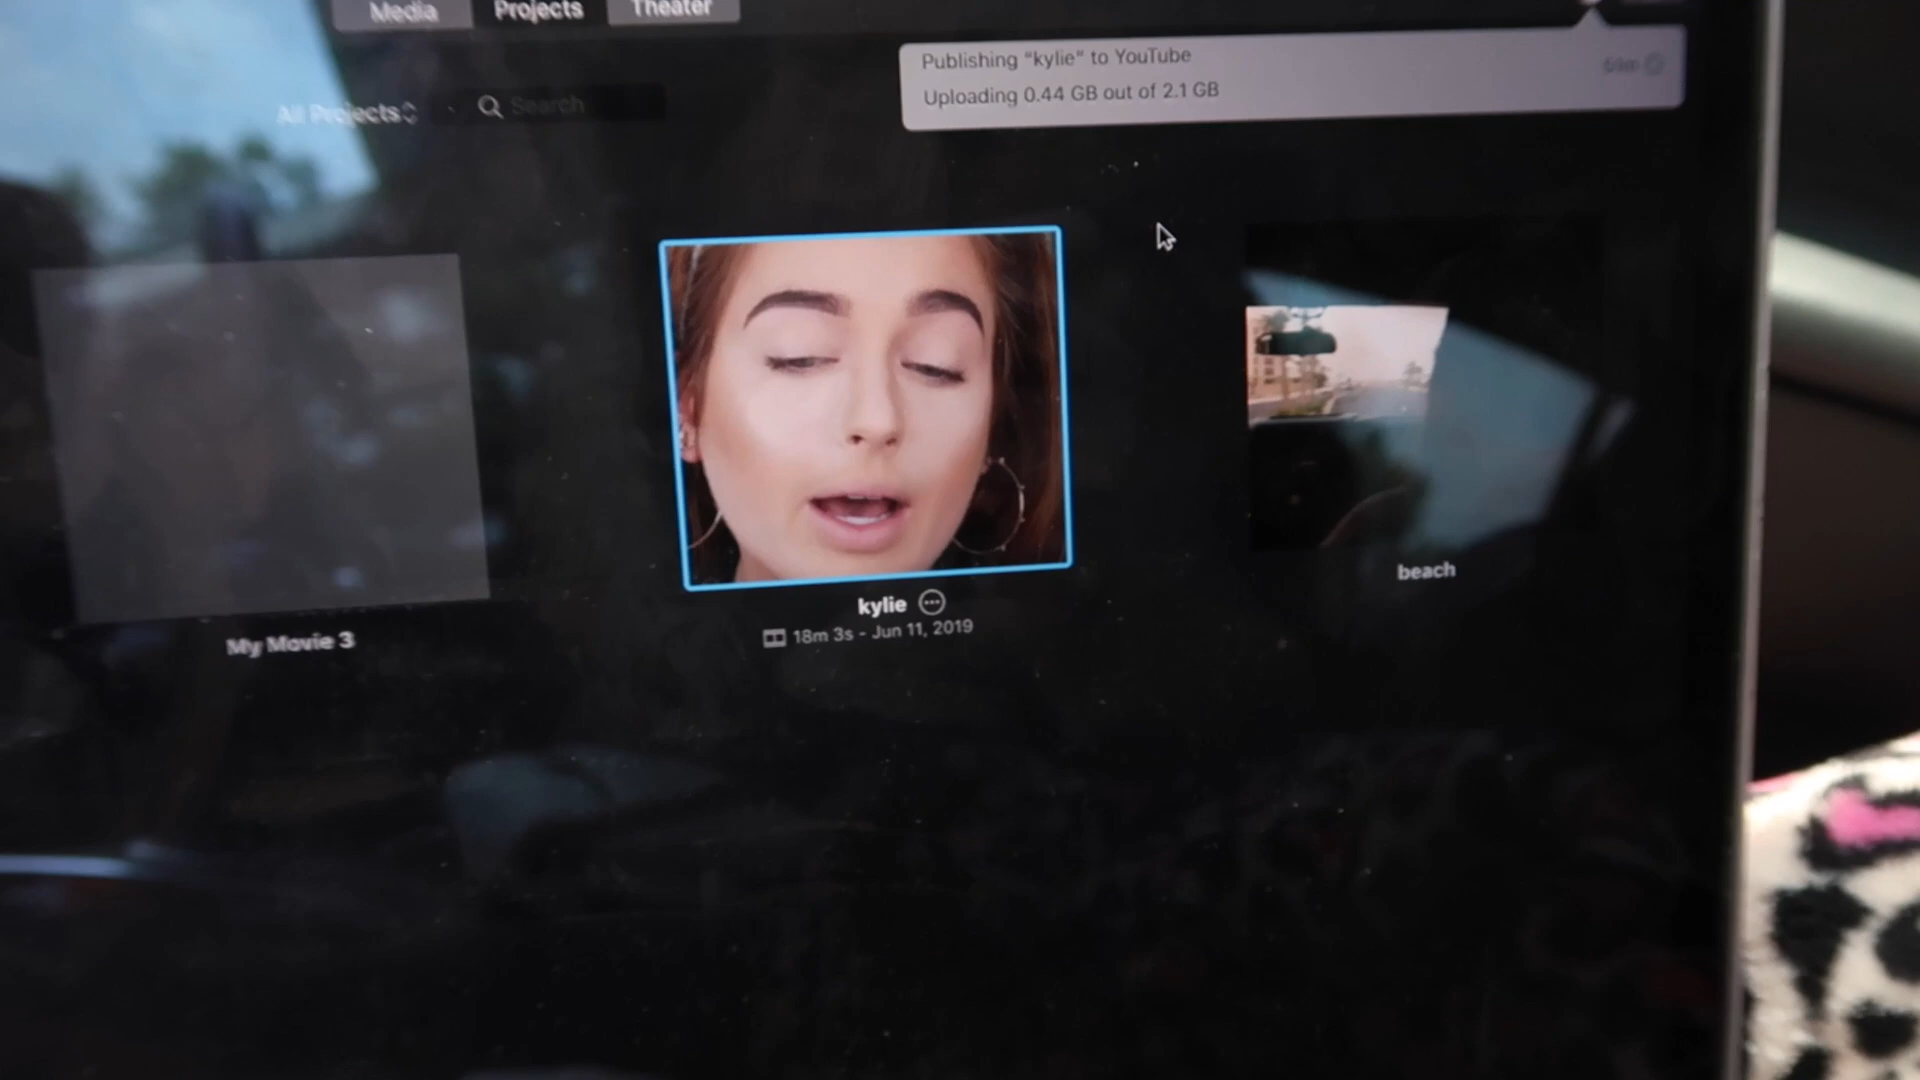 Media Projects Theater
Publishing “kylie” to YouTube
Uploading 0.44 GB out of 2.1 GB
All Projects
Search
My Movie 3
kylie
18m 3s - Jun 11, 2019
beach